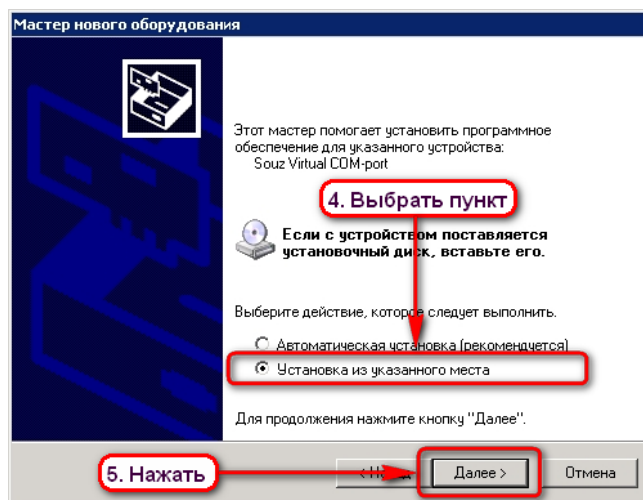 Мастер нового оборудования
Этот мастер помогает установить программное
обеспечение для указанного устройства:
Souz Virtual COM-port
4. Выбрать пункт
Если с устройством поставляется
установочный диск, вставьте его.
Выберите действие, которое следует выполнить.
Автоматическая установка (рекомендуется)
Установка из указанного места
Для продолжения нажмите кнопку "Далее".
5. Нажать
< Назад
Далее >
Отмена